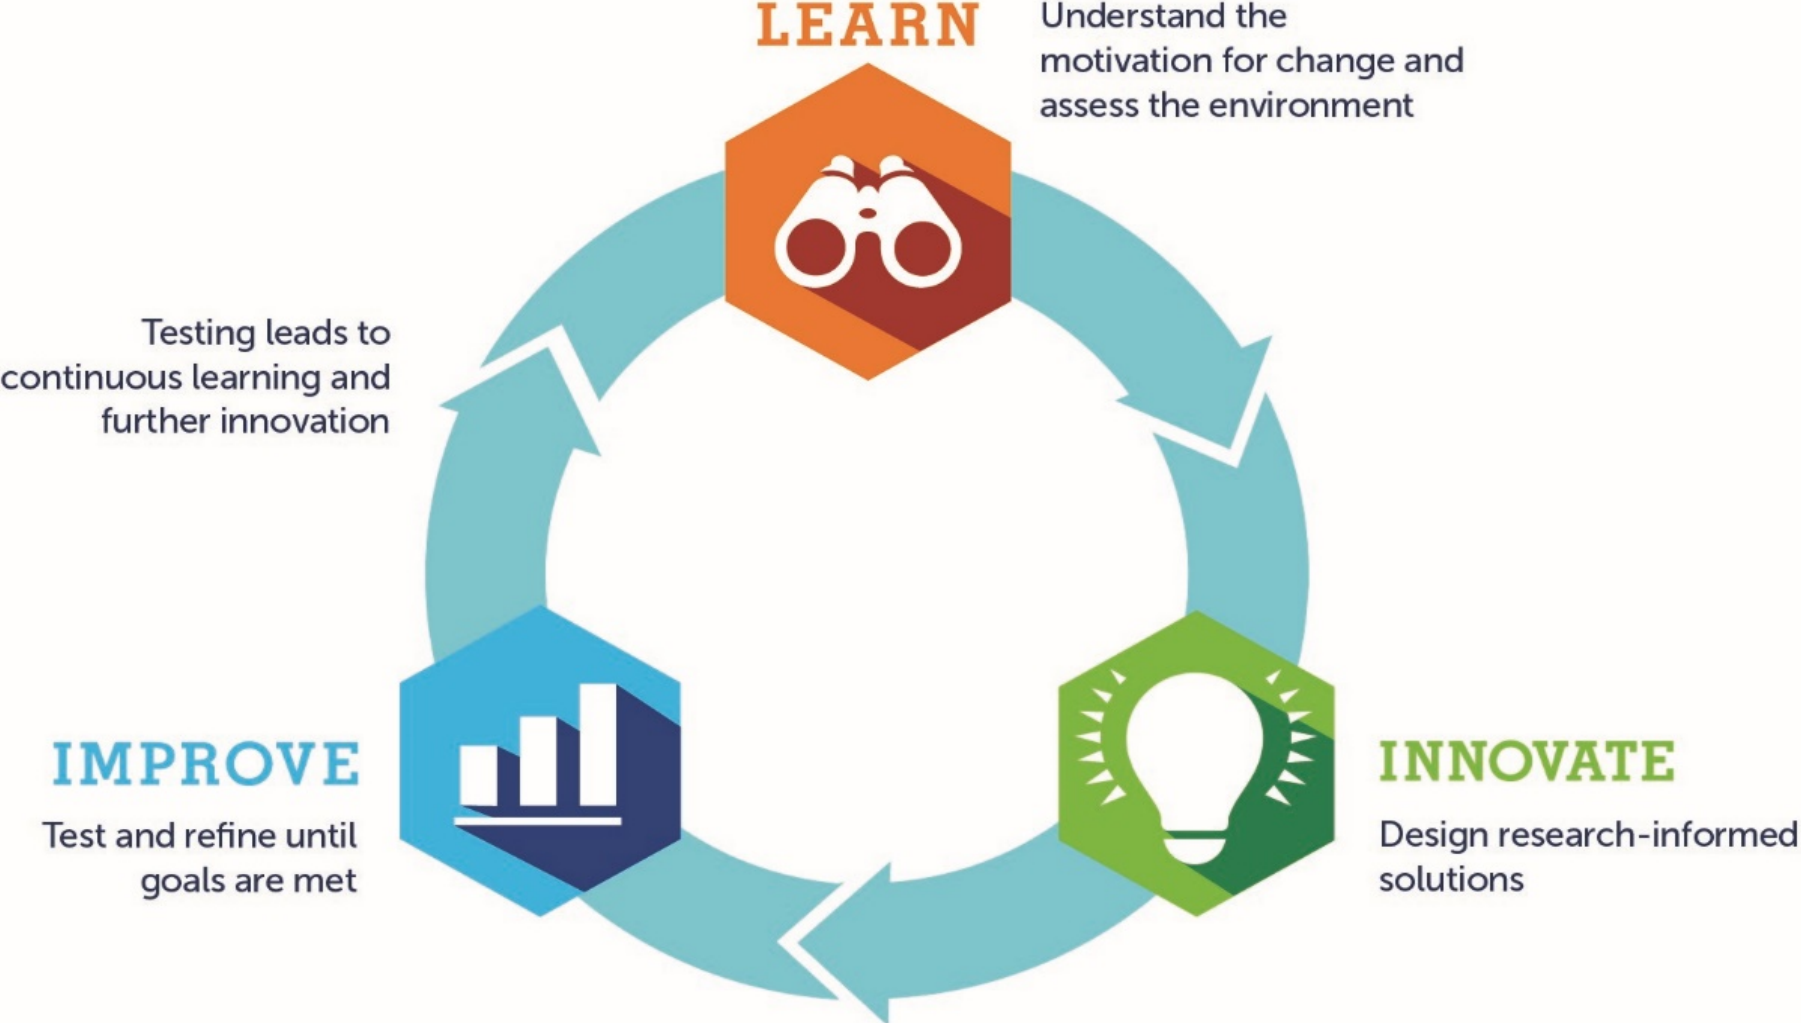 LEARN
Understand the
motivation for change and
assess the environment
Testing leads to
continuous learning and
further innovation
IMPROVE
Test and refine until
goals are met
INNOVATE
Design research-informed
solutions